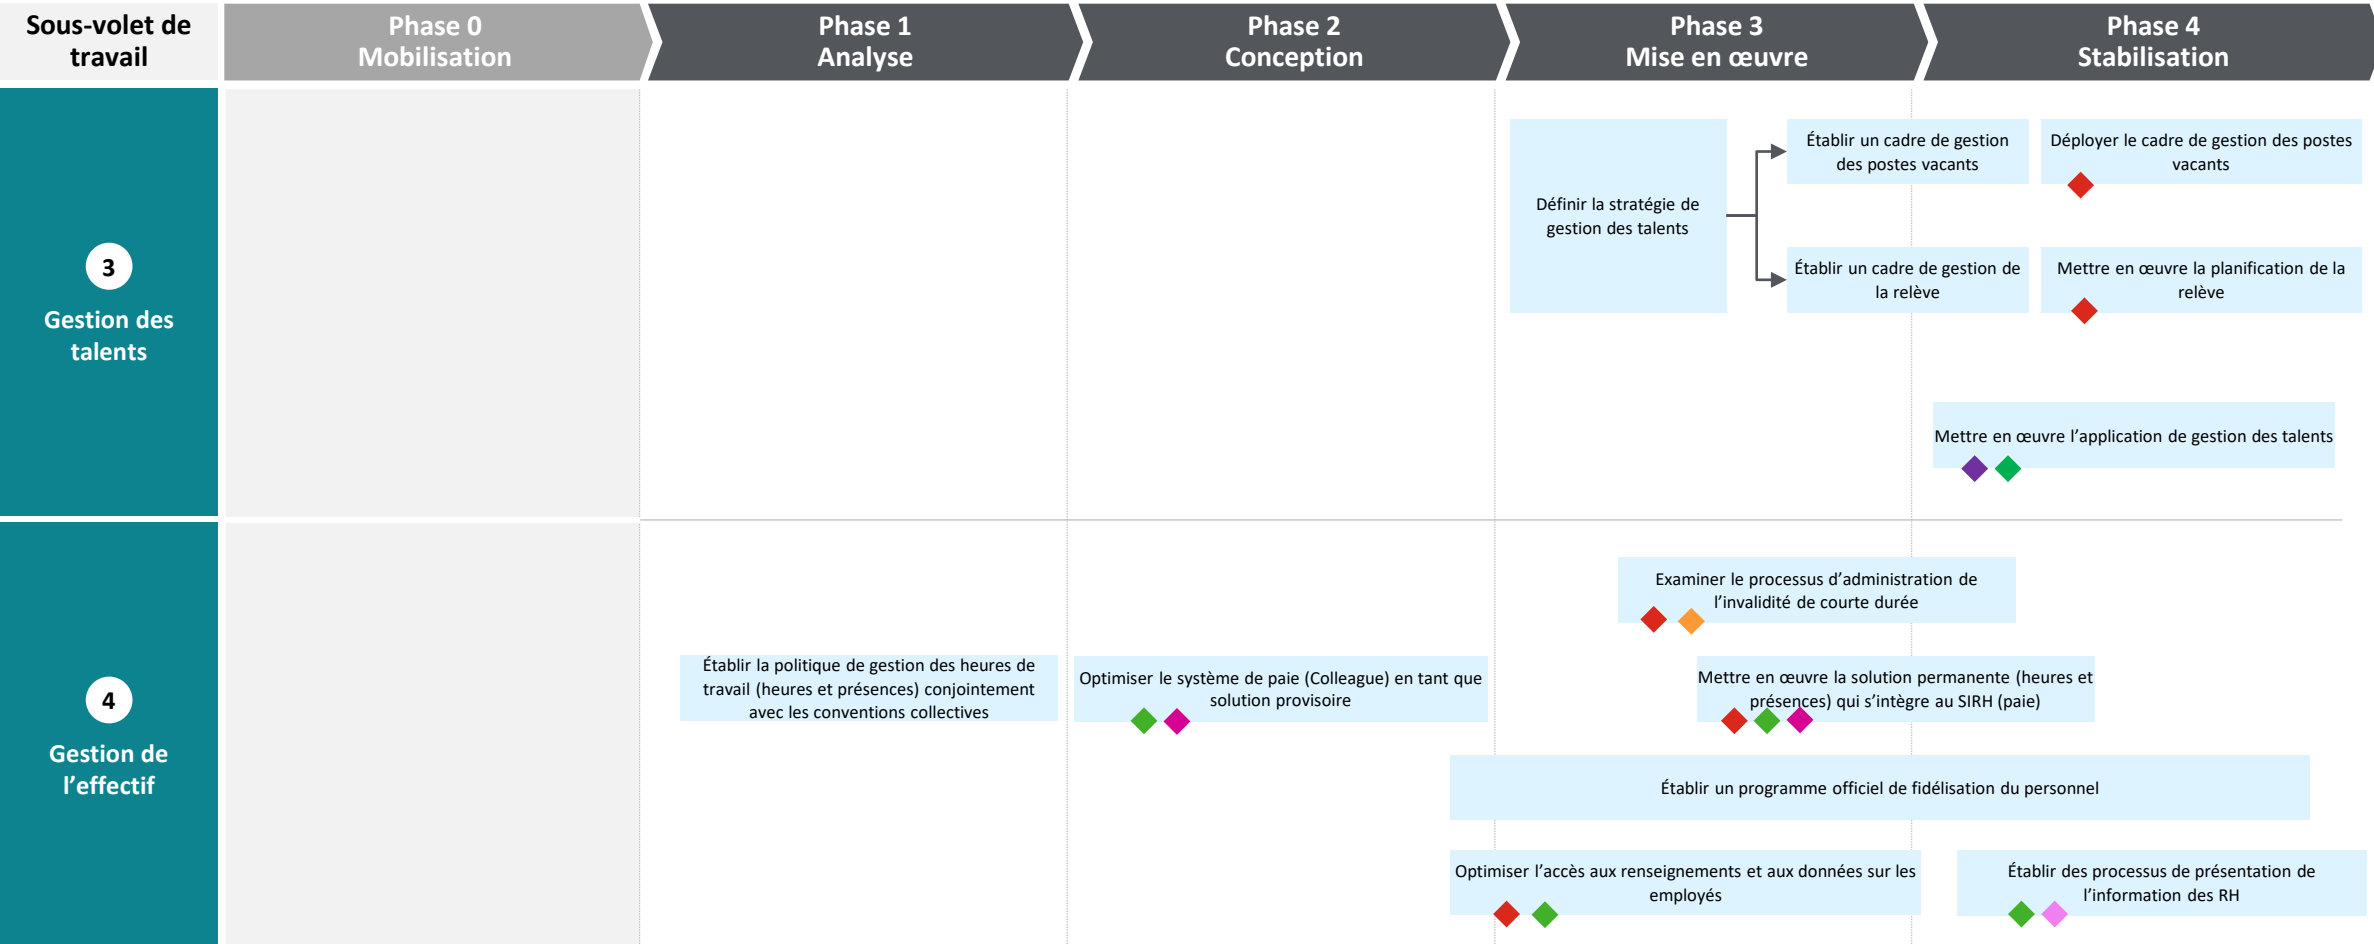 Sous-volet de
travail
Phase 0
Mobilisation
Phase 1
Analyse
Phase 2
Conception
Phase 3
Mise en œuvre
Phase 4
Stabilisation
3
Gestion des
talents
Définir la stratégie de
gestion des talents
Établir un cadre de gestion
des postes vacants
Déployer le cadre de gestion des postes
vacants
Établir un cadre de gestion de
la relève
Mettre en œuvre la planification de la
relève
Mettre en œuvre l’application de gestion des talents
4
Gestion de
l’effectif
Examiner le processus d’administration de
l’invalidité de courte durée
Établir la politique de gestion des heures de
travail (heures et présences) conjointement
avec les conventions collectives
Optimiser le système de paie (Colleague) en tant que
solution provisoire
Mettre en œuvre la solution permanente (heures et
présences) qui s’intègre au SIRH (paie)
Établir un programme officiel de fidélisation du personnel
Optimiser l’accès aux renseignements et aux données sur les
employés
Établir des processus de présentation de
l’information des RH